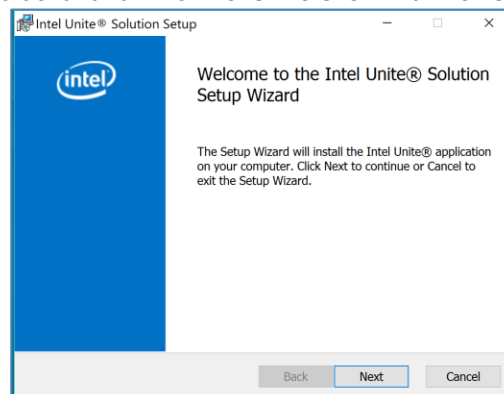 Intel Unite® Solution Setup
intel
Welcome to the Intel Unite® Solution
Setup Wizard
The Setup Wizard will install the Intel Unite® application
on your computer. Click Next to continue or Cancel to
exit the Setup Wizard.
Back Next Cancel